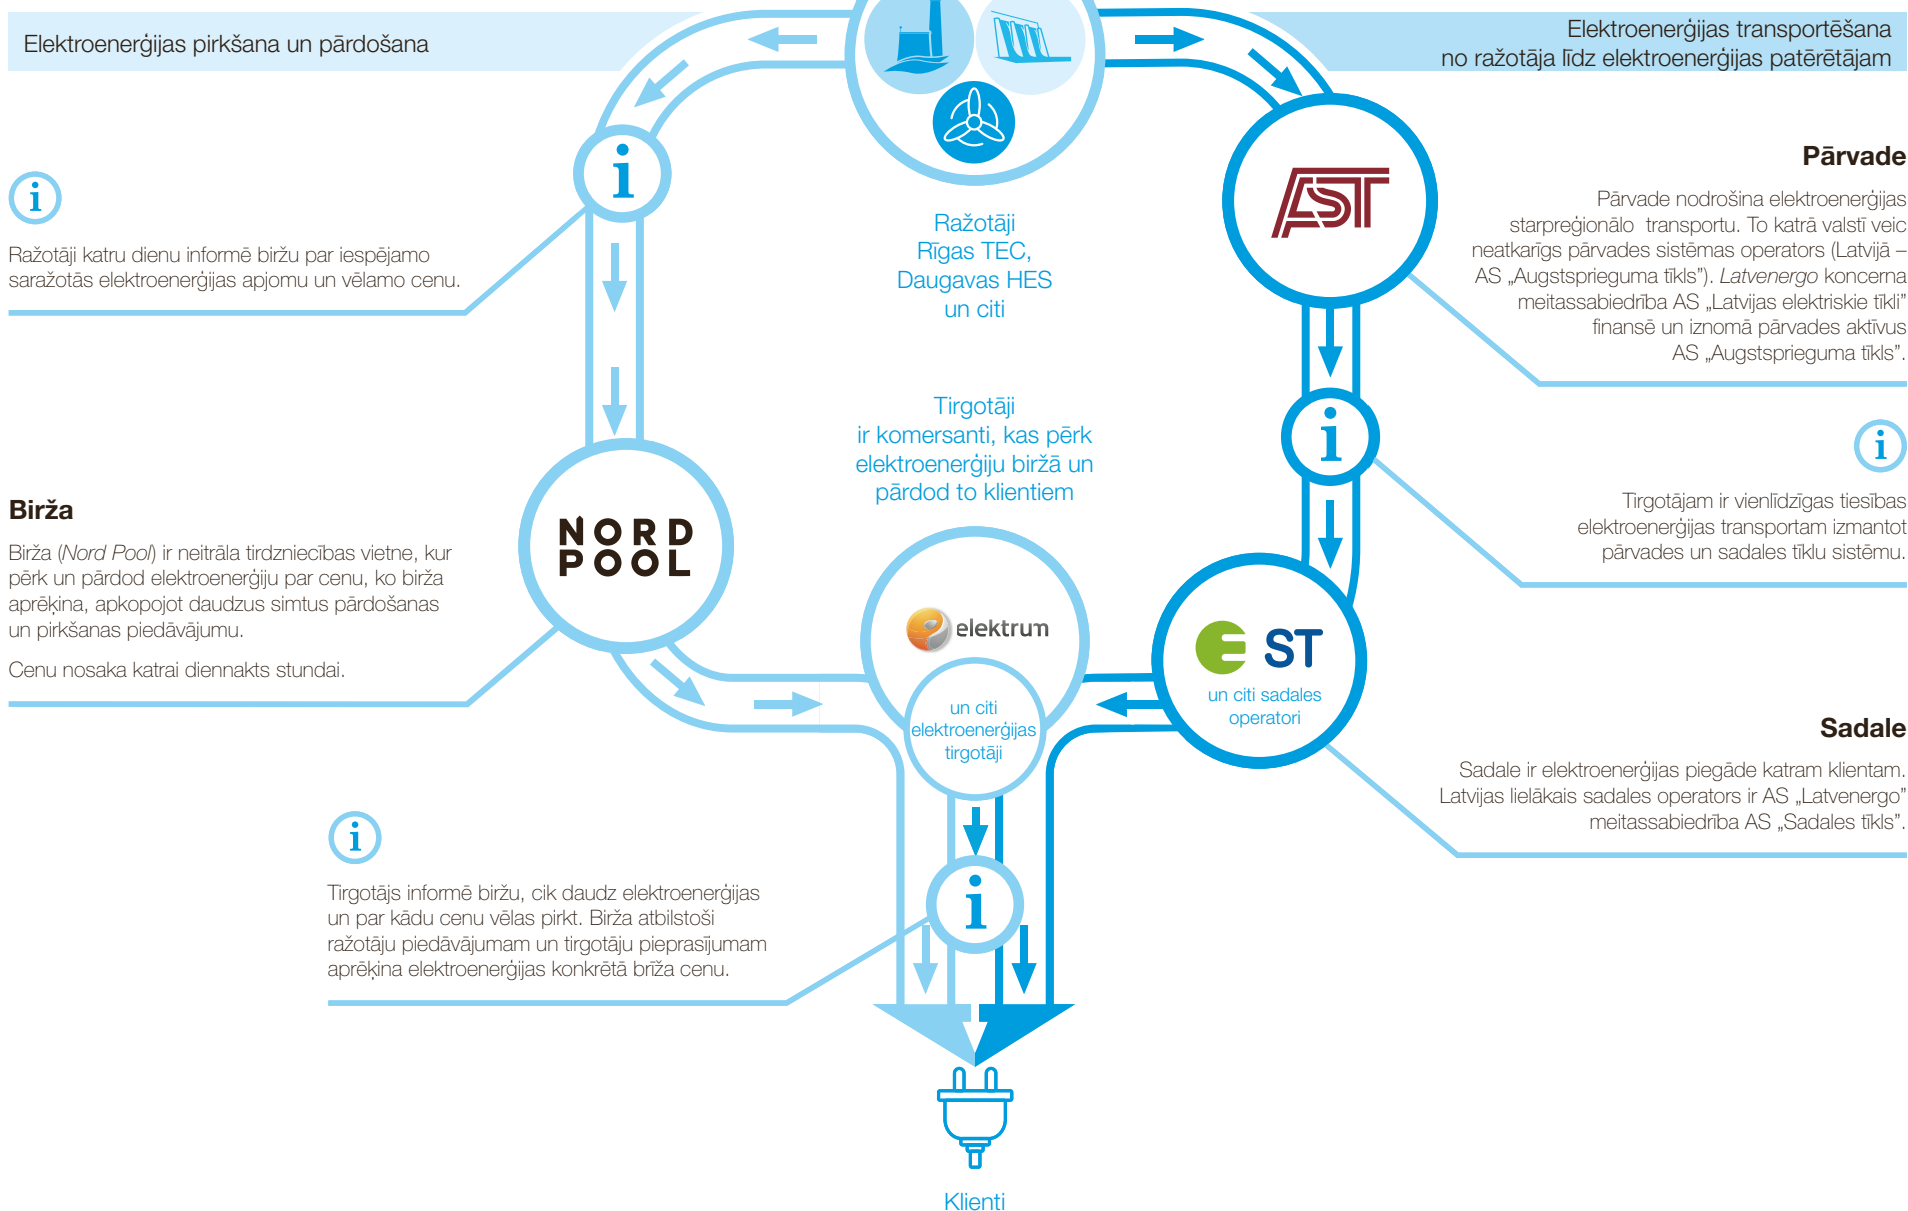 Elektroenerģijas pirkšana un pārdošana
Elektroenerģijas transportēšana
no ražotāja līdz elektroenerģijas patērētājam
i
i
Ražotāji katru dienu informē biržu par iespējamo
saražotās elektroenerģijas apjomu un vēlamo cenu.
Ražotāji
Rīgas TEC,
Daugavas HES
un citi
AST
Pārvade
Pārvade nodrošina elektroenerģijas
starpreģionālo transportu. To katrā valstī veic
neatkarīgs pārvades sistēmas operators (Latvijā –
AS „Augstsprieguma tīkls”). Latvenergo koncerna
meitassabiedrība AS „Latvijas elektriskie tīkli”
finansē un iznomā pārvades aktīvus
AS „Augstsprieguma tīkls”.
Tirgotāji
ir komersanti, kas pērk
elektroenerģiju biržā un
pārdod to klientiem
i
i
Tirgotājam ir vienlīdzīgas tiesības
elektroenerģijas transportam izmantot
pārvades un sadales tīklu sistēmu.
Birža
Birža (Nord Pool) ir neitrāla tirdzniecības vietne, kur
pērk un pārdod elektroenerģiju par cenu, ko birža
aprēķina, apkopojot daudzus simtus pārdošanas
un pirkšanas piedāvājumu.
Cenu nosaka katrai diennakts stundai.
NORD
POOL
elektrum
un citi
elektroenerģijas
tirgotāji
ST
un citi sadales
operatori
Sadale
Sadale ir elektroenerģijas piegāde katram klientam.
Latvijas lielākais sadales operators ir AS „Latvenergo”
meitassabiedrība AS „Sadales tīkls”.
i
Tirgotājs informē biržu, cik daudz elektroenerģijas
un par kādu cenu vēlas pirkt. Birža atbilstoši
ražotāju piedāvājumam un tirgotāju pieprasījumam
aprēķina elektroenerģijas konkrētā brīža cenu.
i
Klienti